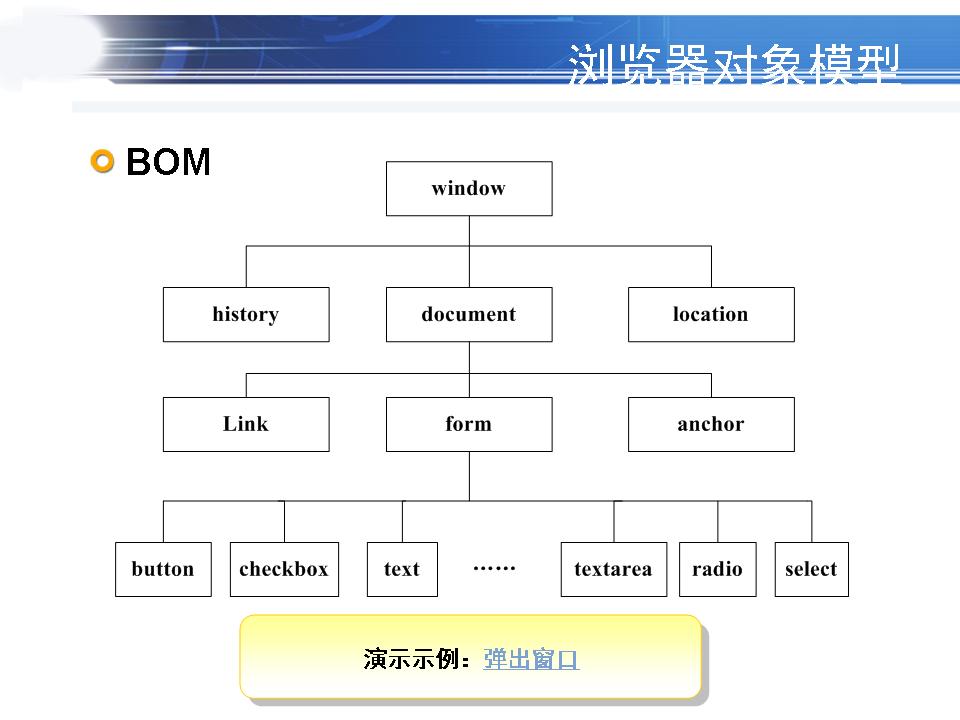 浏览器对象模型
BOM
window
history document location
Link form anchor
button checkbox text …… textarea radio select
演示示例：弹出窗口